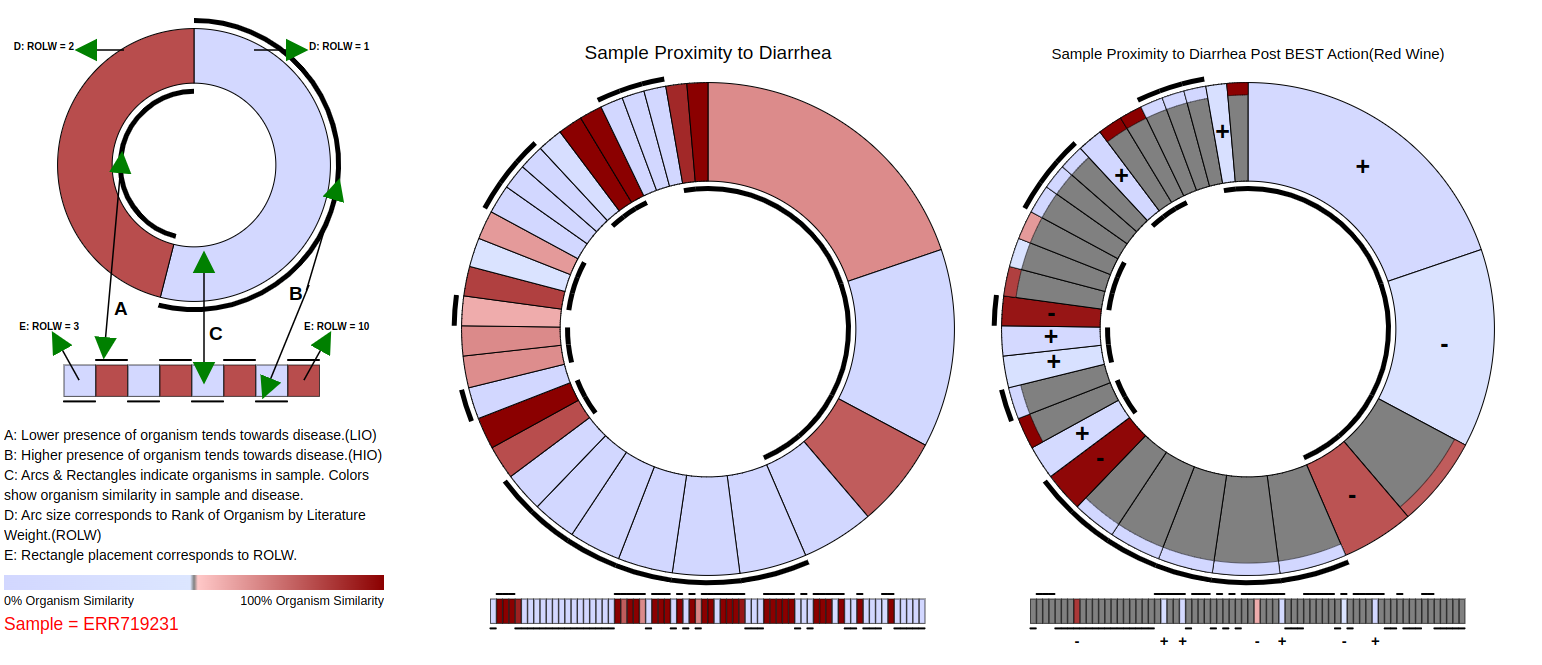 D: ROLW = 2
D: ROLW = 1
A
B
C
E: ROLW = 3
E: ROLW = 10
A: Lower presence of organism tends towards disease.(LIO)
B: Higher presence of organism tends towards disease.(HIO)
C: Arcs & Rectangles indicate organisms in sample. Colors
show organism similarity in sample and disease.
D: Arc size corresponds to Rank of Organism by Literature
Weight.(ROLW)
E: Rectangle placement corresponds to ROLW.
0% Organism Similarity
100% Organism Similarity
Sample = ERR719231
Sample Proximity to Diarrhea
Sample Proximity to Diarrhea Post BEST Action(Red Wine)
+
+
+
-
-
+
+
+
-
-
- + + - + - +